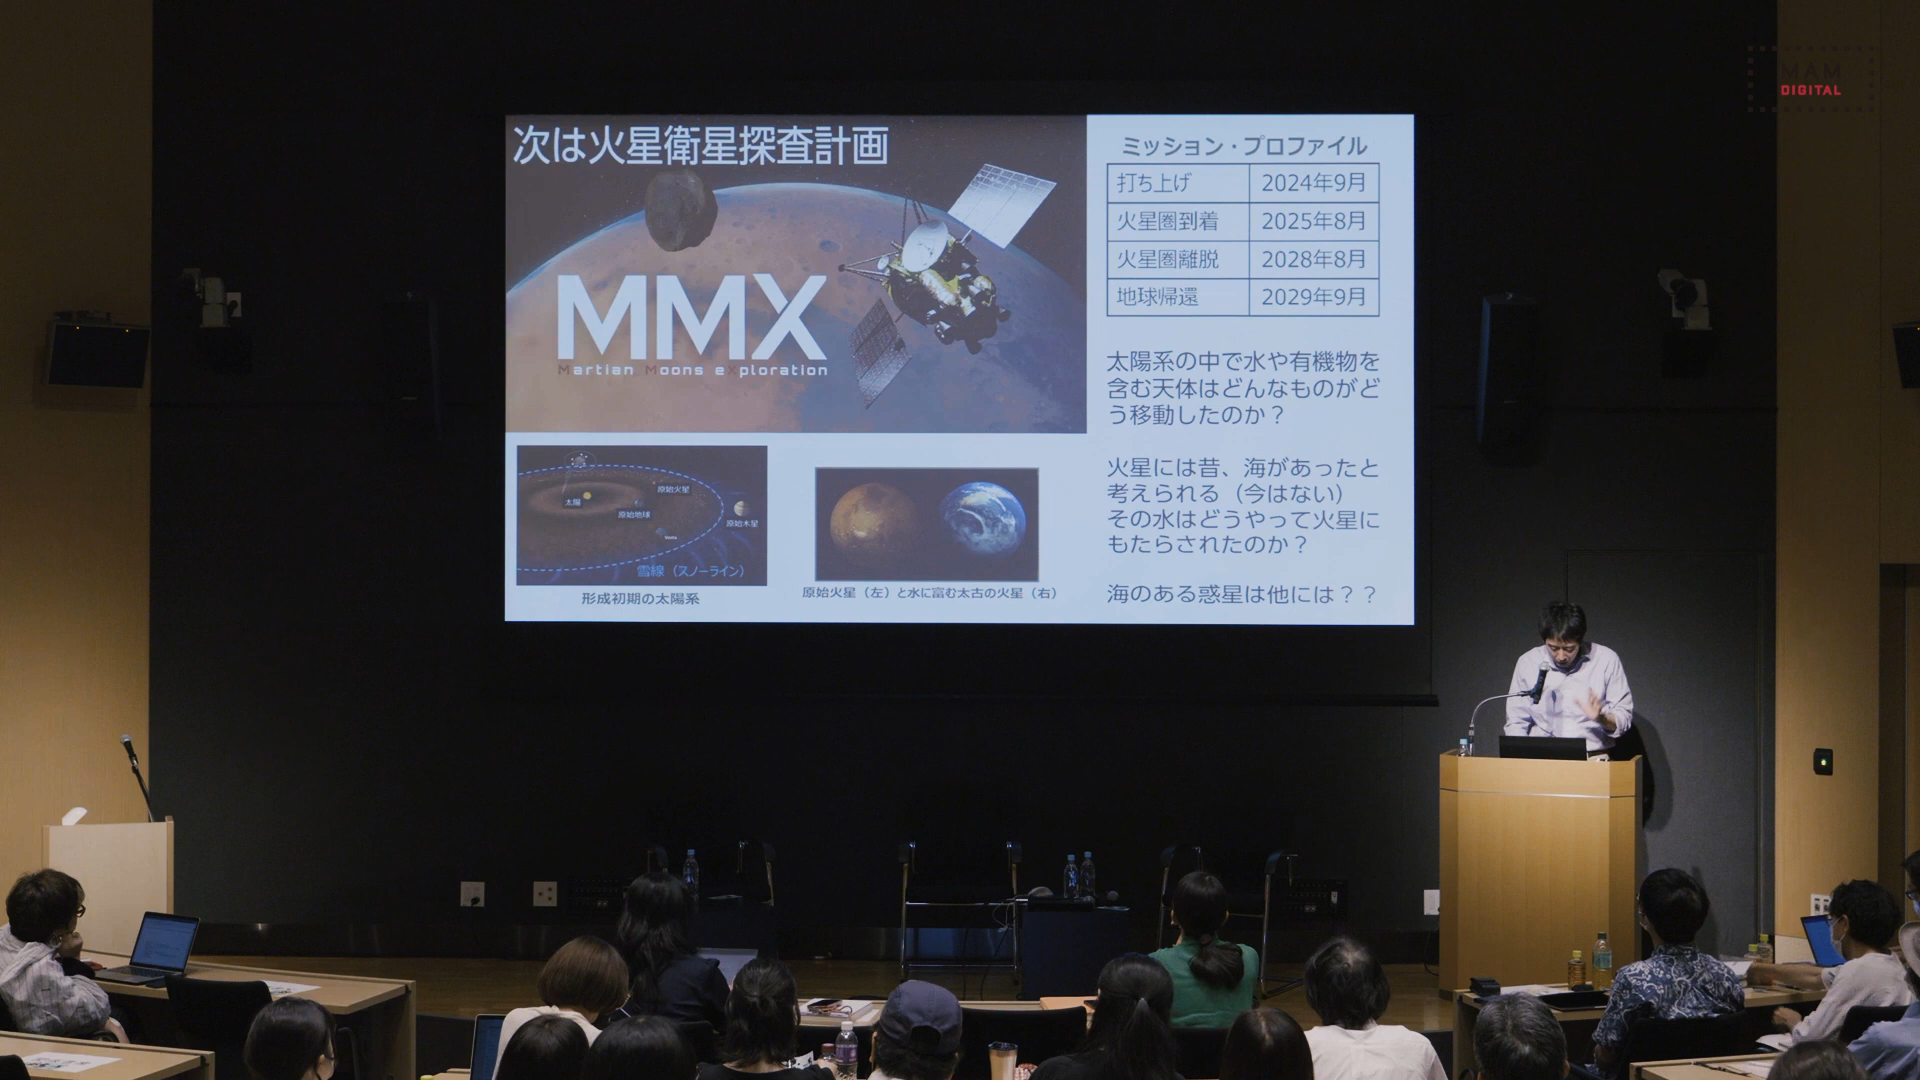 MAM
DIGITAL
次は火星衛星探査計画
MMX
Martian Moons eXploration
ミッション・プロファイル
打ち上げ 2024年9月
火星圏到着 2025年8月
火星圏離脱 2028年8月
地球帰還 2029年9月
太陽系の中で水や有機物を
含む天体はどんなものがど
う移動したのか？
火星には昔、海があったと
考えられる（今はない）
その水はどうやって火星に
もたらされたのか？
海のある惑星は他には？？
太陽
原始火星
原始地球
原始木星
Vesta
雪線（スノーライン）
形成初期の太陽系
原始火星（左）と水に富む太古の火星（右）